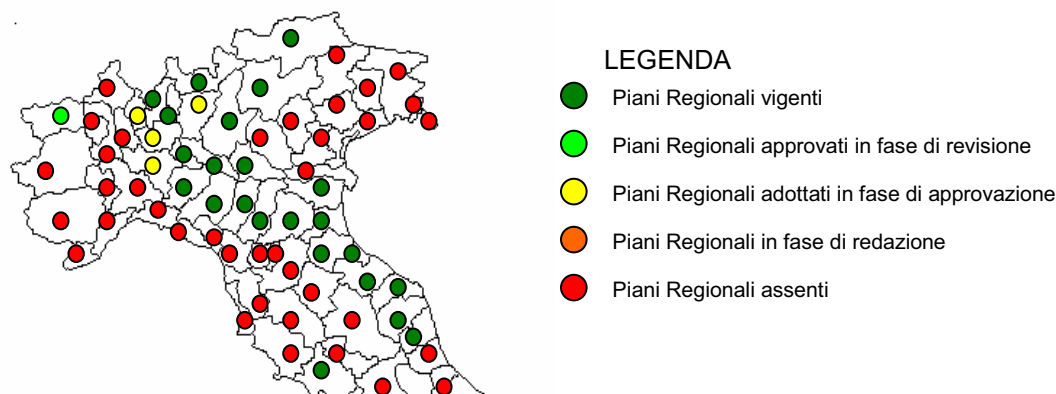 LEGENDA
Piani Regionali vigenti
Piani Regionali approvati in fase di revisione
Piani Regionali adottati in fase di approvazione
Piani Regionali in fase di redazione
Piani Regionali assenti